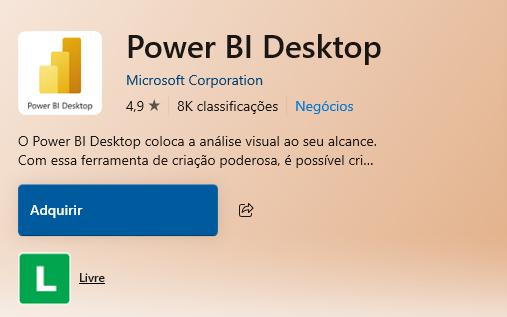 Power BI Desktop
Power BI Desktop
Microsoft Corporation
4,9 ★ 8K classificações Negócios
O Power BI Desktop coloca a análise visual ao seu alcance.
Com essa ferramenta de criação poderosa, é possível cri...
Adquirir
L Livre